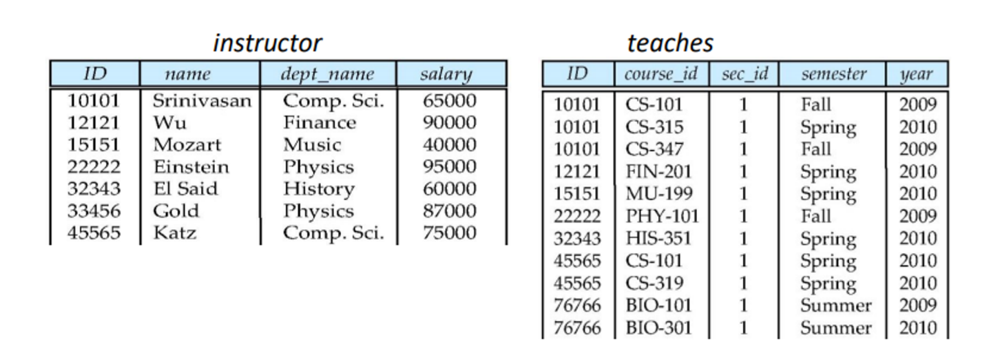 instructor
ID name dept_name salary
10101 Srinivasan Comp. Sci. 65000
12121 Wu Finance 90000
15151 Mozart Music 40000
22222 Einstein Physics 95000
32343 El Said History 60000
33456 Gold Physics 87000
45565 Katz Comp. Sci. 75000
teaches
ID course_id sec_id semester year
10101 CS-101 1 Fall 2009
10101 CS-315 1 Spring 2010
10101 CS-347 1 Fall 2009
12121 FIN-201 1 Spring 2010
15151 MU-199 1 Spring 2010
22222 PHY-101 1 Fall 2009
32343 HIS-351 1 Spring 2010
45565 CS-101 1 Spring 2010
45565 CS-319 1 Spring 2010
76766 BIO-101 1 Summer 2009
76766 BIO-301 1 Summer 2010